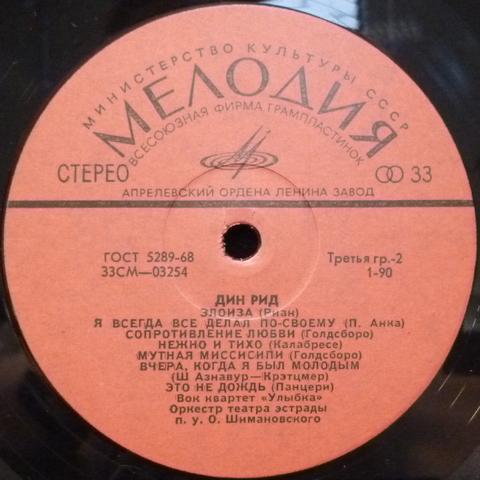 МИНИСТЕРСТВО КУЛЬТУРЫ СССР
МЕЛОДИЯ
ВСЕСОЮЗНАЯ ФИРМА ГРАМПЛАСТИНОК
СТЕРЕО 33
АПРЕЛЕВСКИЙ ОРДЕНА ЛЕНИНА ЗАВОД
ГОСТ 5289-68 Третья гр.-2
33СМ—03254 1-90
ДИН РИД
ЭЛОИЗА (Риан)
Я ВСЕГДА ВСЕ ДЕЛАЛ ПО-СВОЕМУ (П. Анка)
СОПРОТИВЛЕНИЕ ЛЮБВИ (Голдсборо)
НЕЖНО И ТИХО (Калабресе)
МУТНАЯ МИССИСИПИ (Голдсборо)
ВЧЕРА, КОГДА Я БЫЛ МОЛОДЫМ
(Ш Азнавур—Крэтцмер)
ЭТО НЕ ДОЖДЬ (Панцери)
Вок квартет «Улыбка»
Оркестр театра эстрады
п. у. О. Шимановского